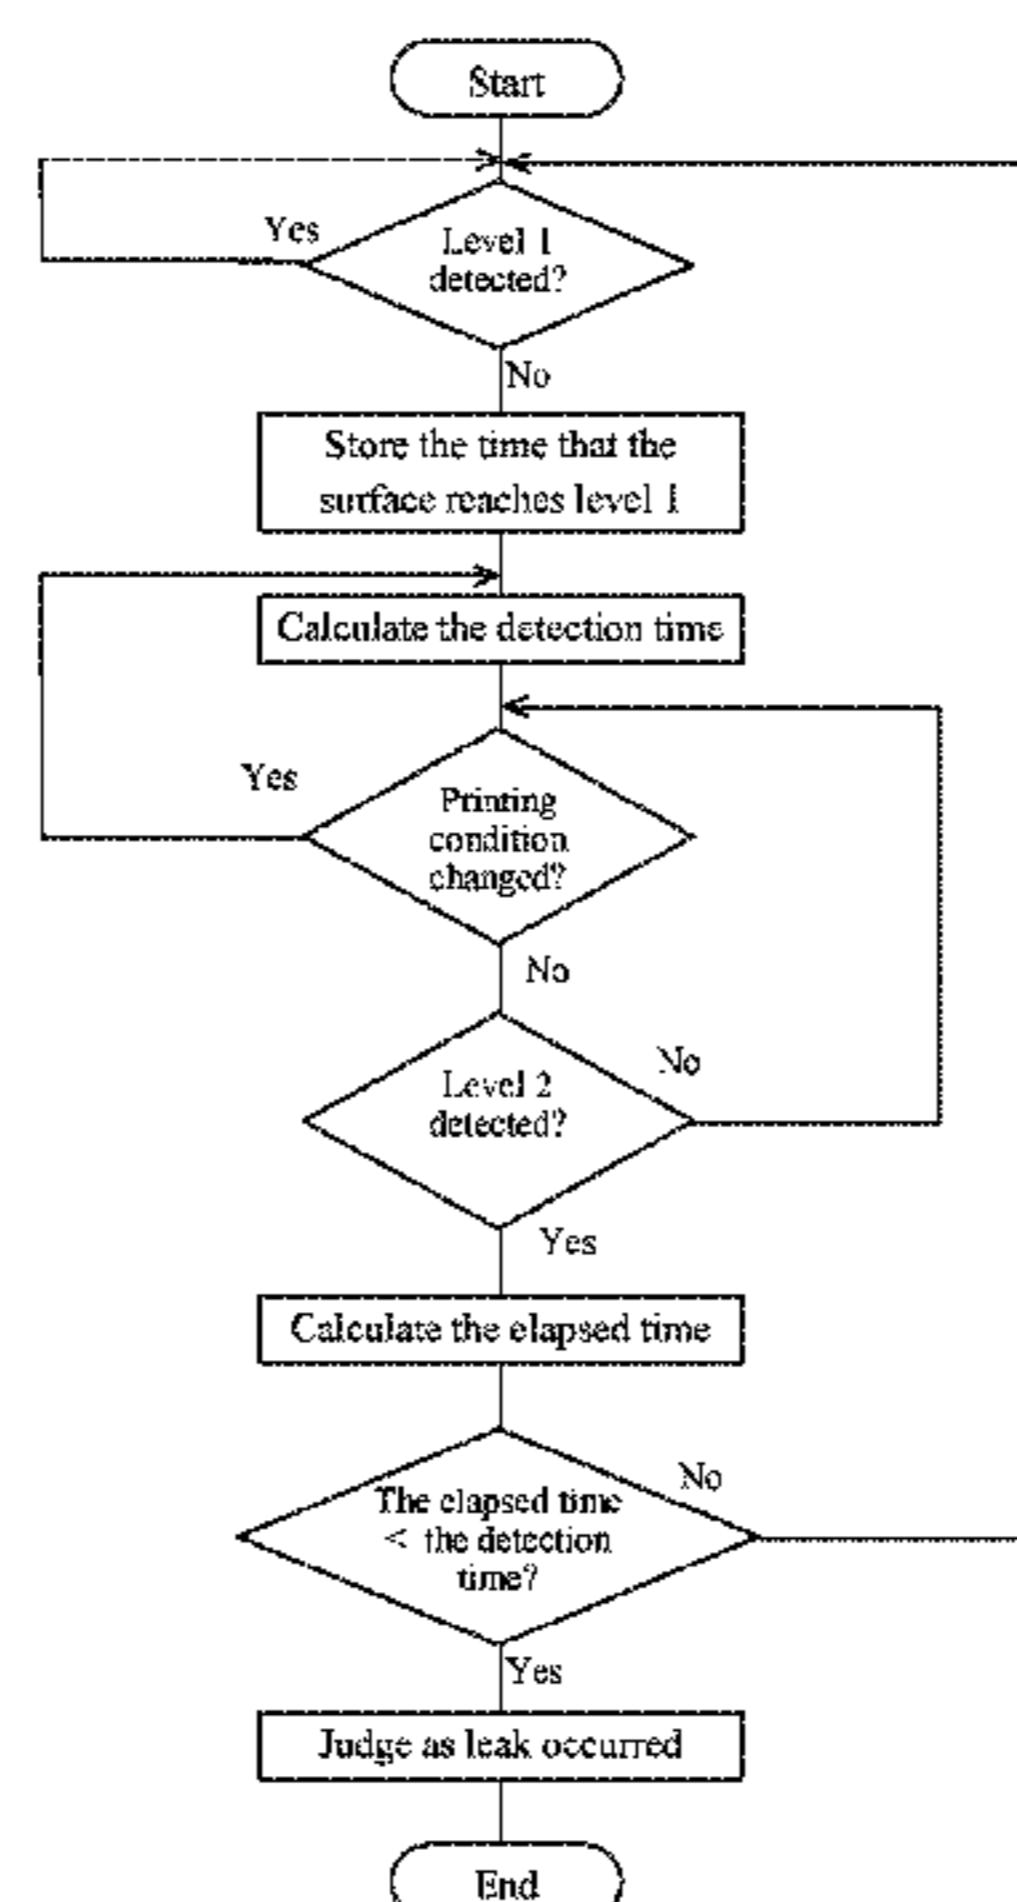 Start
Yes
Level 1
detected?
No
Store the time that the
surface reaches level 1
Calculate the detection time
Yes
Printing
condition
changed?
No
Level 2
detected?
No
Yes
Calculate the elapsed time
The elapsed time
< the detection
time?
No
Yes
Judge as leak occurred
End